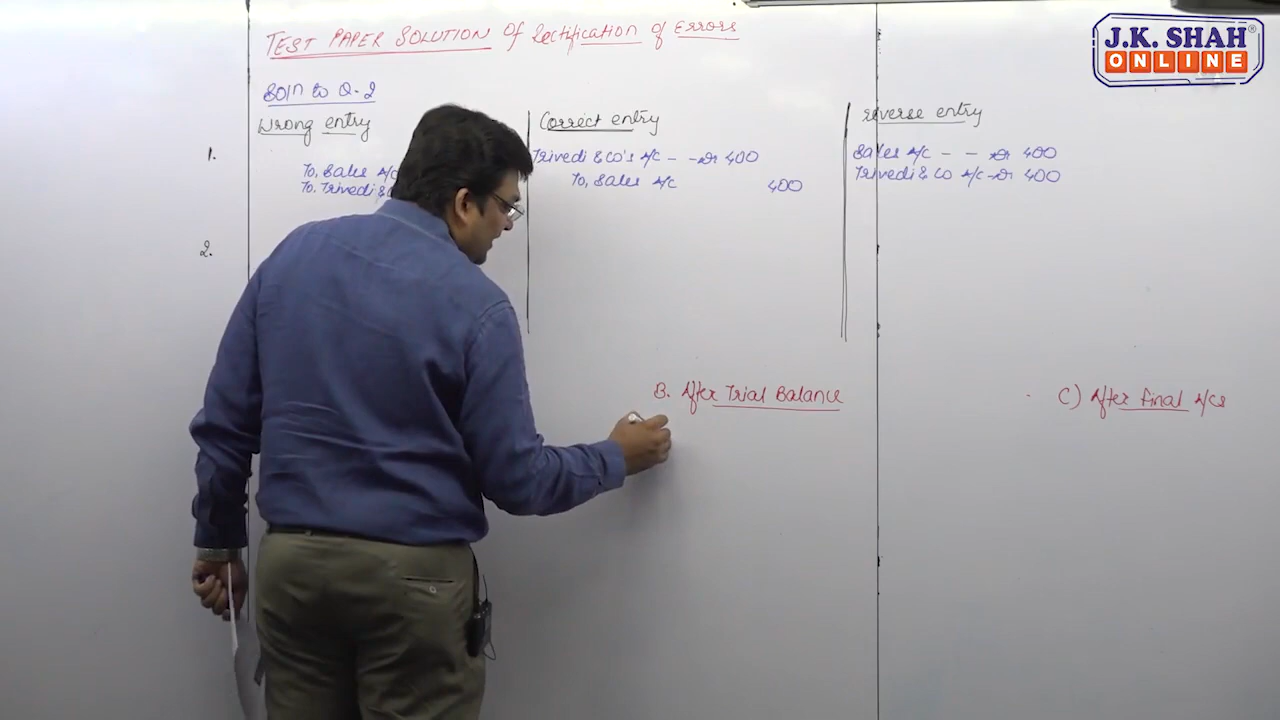 TEST PAPER SOLUTION of Rectification of Errors
J.K. SHAH®
ONLINE
Soln to Q-2
Wrong entry
Correct entry
reverse entry
1.
To, Sales A/c
To, Trivedi &
Trivedi & Co's A/c - - Dr 400
To, Sales A/c 400
Sales A/c - - Dr 400
Trivedi & Co A/c - Dr 400
2.
B. After Trial Balance
C) After final A/cs